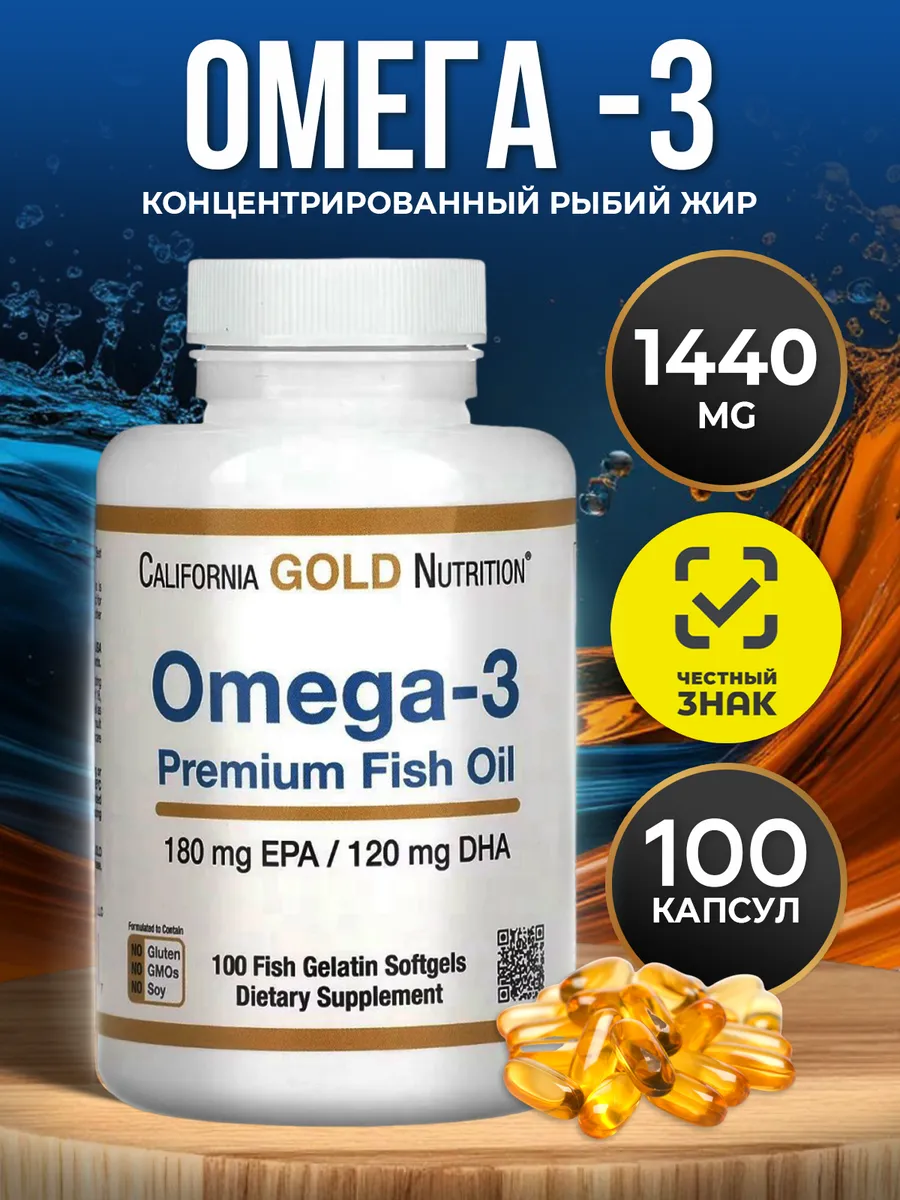 ОМЕГА -3
КОНЦЕНТРИРОВАННЫЙ РЫБИЙ ЖИР
1440
MG
CALIFORNIA GOLD NUTRITION®
Omega-3
Premium Fish Oil
180 mg EPA / 120 mg DHA
Formulated to Contain
NO Gluten
NO GMOs
NO Soy
100 Fish Gelatin Softgels
Dietary Supplement
ЧЕСТНЫЙ
ЗНАК
100
КАПСУЛ